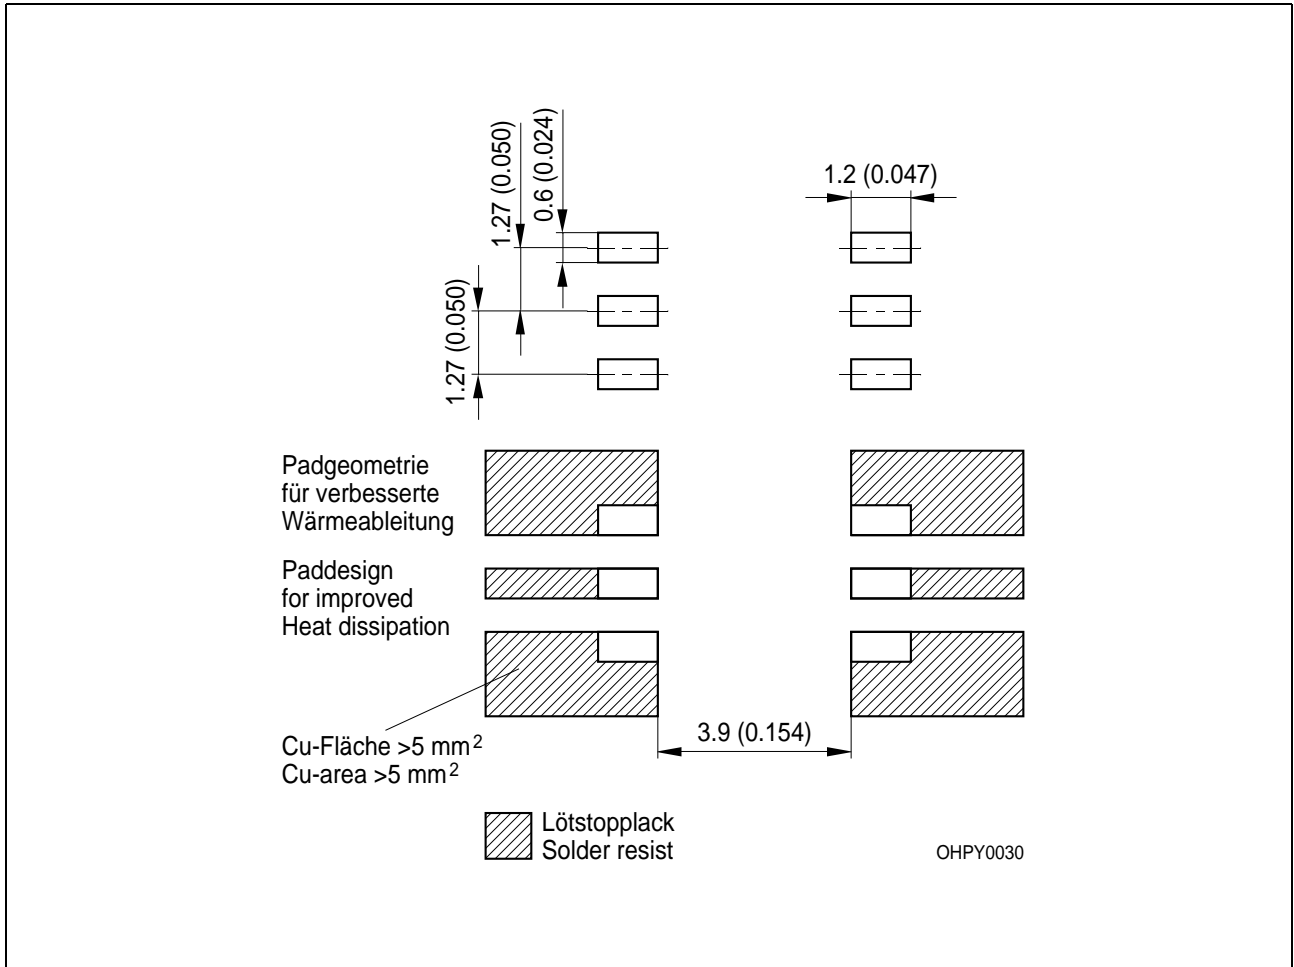 1.27 (0.050)
0.6 (0.024)
1.2 (0.047)
1.27 (0.050)
Padgeometrie
für verbesserte
Wärmeableitung
Paddesign
for improved
Heat dissipation
3.9 (0.154)
Cu-Fläche >5 mm²
Cu-area >5 mm²
Lötstopplack
Solder resist
OHPY0030